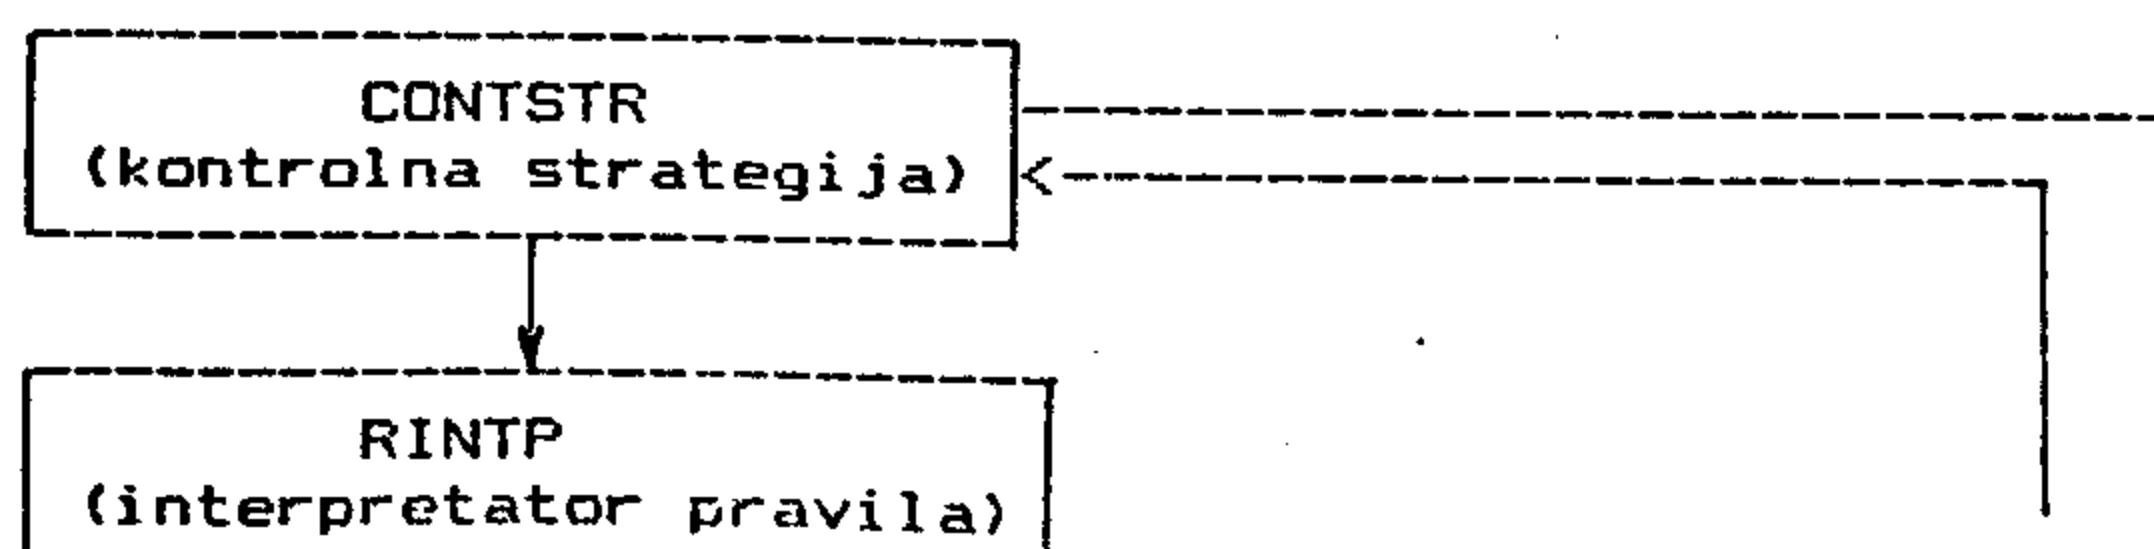 CONTSTR
(kontrolna strategija)
RINTP
(interpretator pravila)